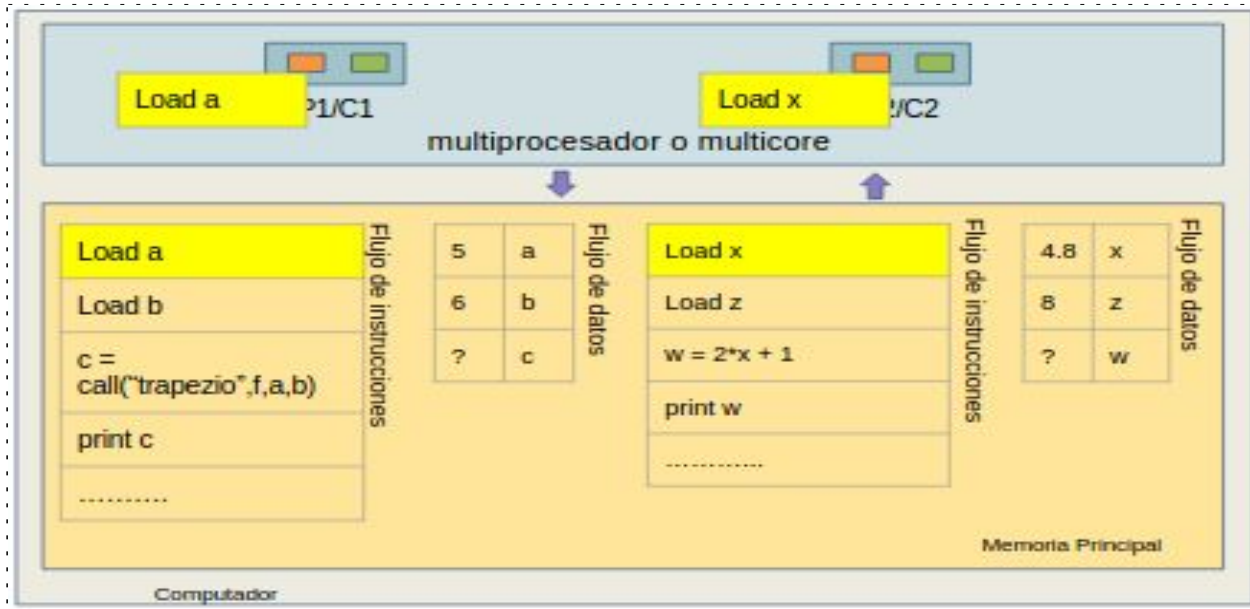 Load a
P1/C1
Load x
/C2
multiprocesador o multicore
Load a
Load b
c =
call("trapezio",f,a,b)
print c
..........
Flujo de instrucciones
5 a
6 b
? c
Flujo de datos
Load x
Load z
w = 2*x + 1
print w
............
Flujo de instrucciones
4.8 x
8 z
? w
Flujo de datos
Memoria Principal
Computador